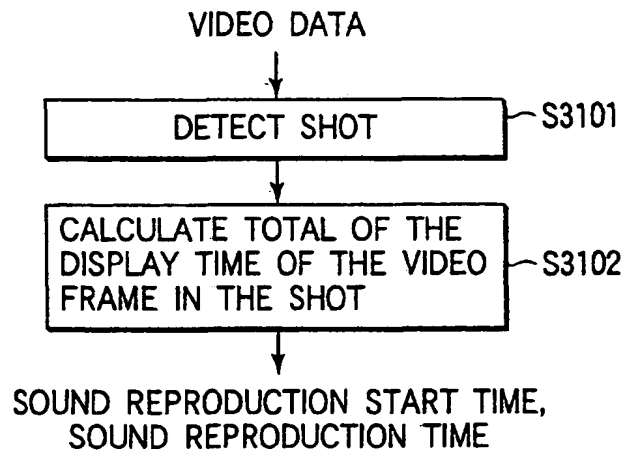 VIDEO DATA
DETECT SHOT
S3101
CALCULATE TOTAL OF THE
DISPLAY TIME OF THE VIDEO
FRAME IN THE SHOT
S3102
SOUND REPRODUCTION START TIME,
SOUND REPRODUCTION TIME